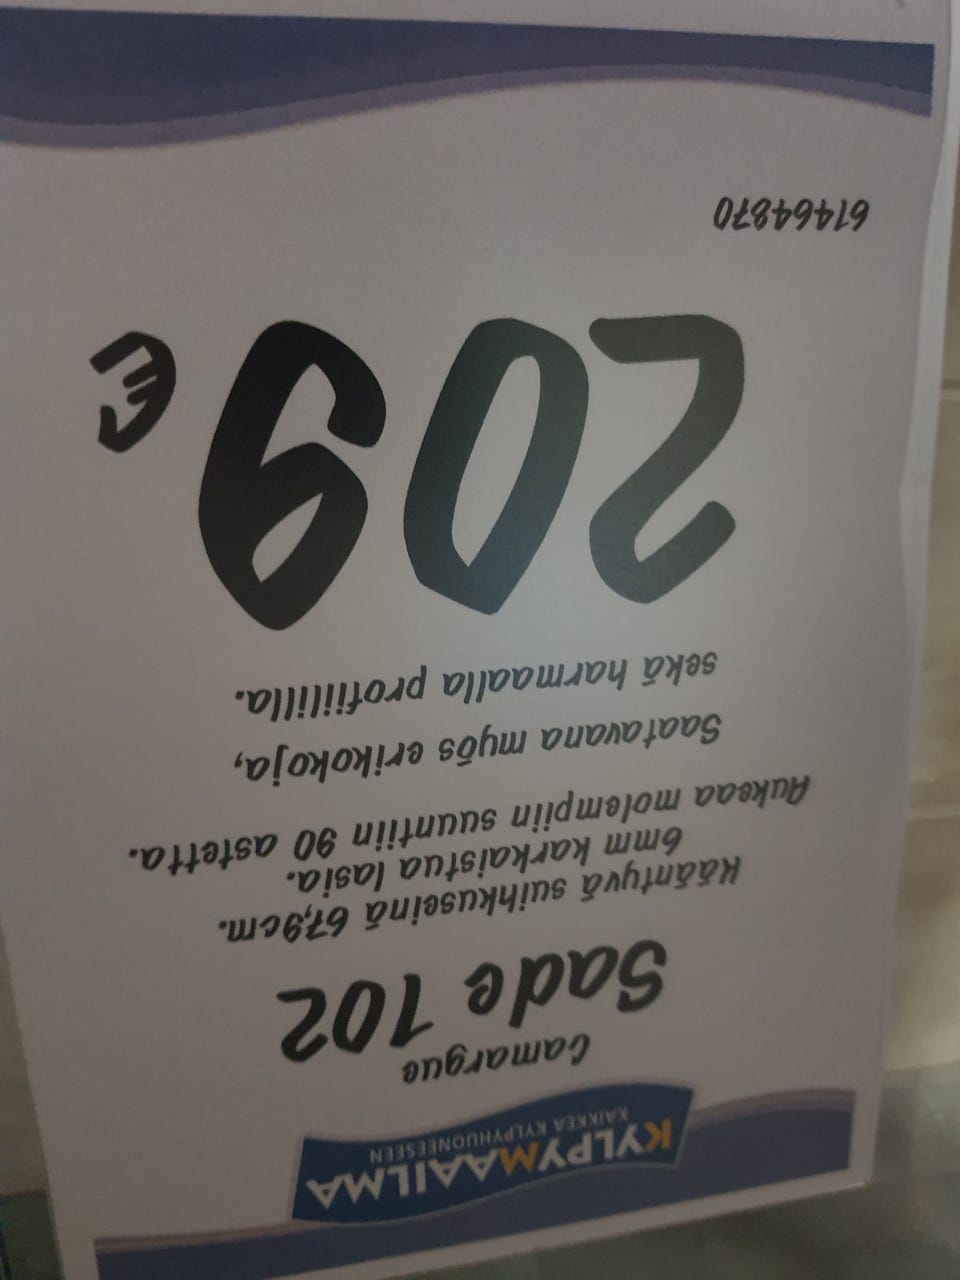 KYLPYMAAILMA
KAIKKEA KYLPYHUONEESEEN
Camargue
Sade 102
Kääntyvä suihkuseinä 67,9cm.
6mm karkaistua lasia.
Aukeaa molempiin suuntiin 90 astetta.
Saatavana myös erikokoja,
sekä harmaalla profiililla.
209€
61464870